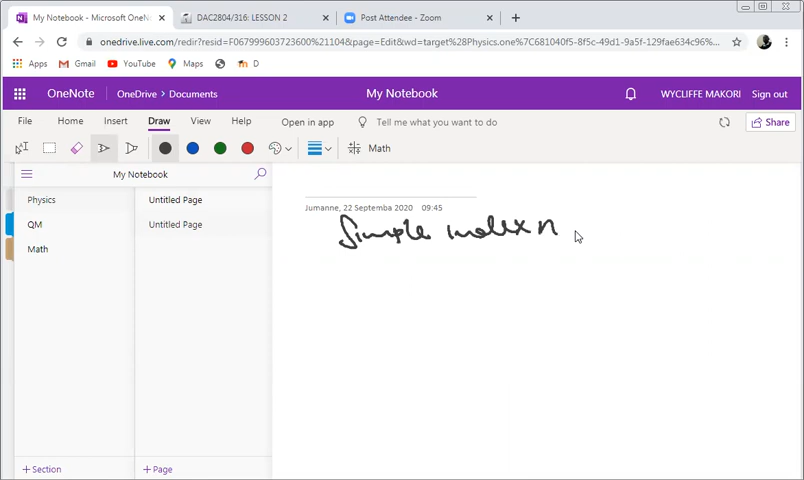 My Notebook - Microsoft OneNo
DAC2804/316: LESSON 2
Post Attendee - Zoom
onedrive.live.com/redir?resid=F067999603723600%21104&page=Edit&wd=target%28Physics.one%7C681040f5-8f5c-49d1-9a5f-129fae634c96%...
Apps
Gmail
YouTube
Maps
D
OneNote
OneDrive > Documents
My Notebook
WYCLIFFE MAKORI
Sign out
File
Home
Insert
Draw
View
Help
Open in app
Tell me what you want to do
Share
Math
My Notebook
Physics
QM
Math
Untitled Page
Untitled Page
Jumanne, 22 Septemba 2020 09:45
Simple index n
+ Section
+ Page